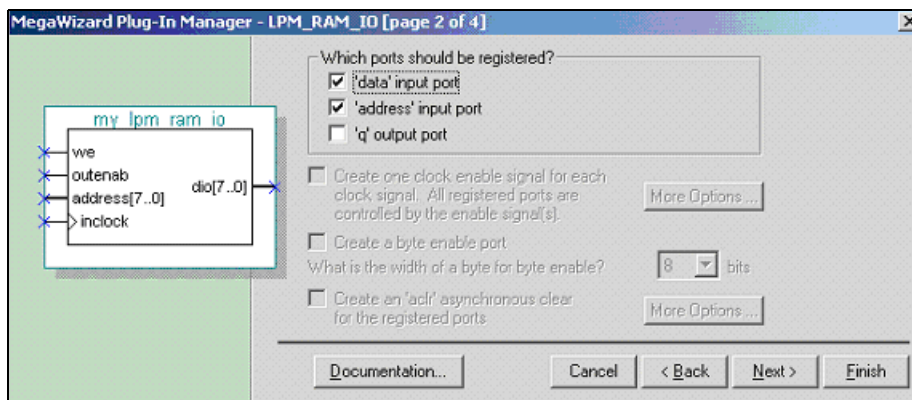 MegaWizard Plug-In Manager - LPM_RAM_IO [page 2 of 4]
Which ports should be registered?
'data' input port
'address' input port
'q' output port
my lpm ram io
we
outenab
address[7..0]
inclock
dio[7..0]
Create one clock enable signal for each
clock signal. All registered ports are
controlled by the enable signal(s).
More Options ...
Create a byte enable port
What is the width of a byte for byte enable?
8
bits
Create an 'aclr' asynchronous clear
for the registered ports
More Options ...
Documentation...
Cancel
< Back
Next >
Finish